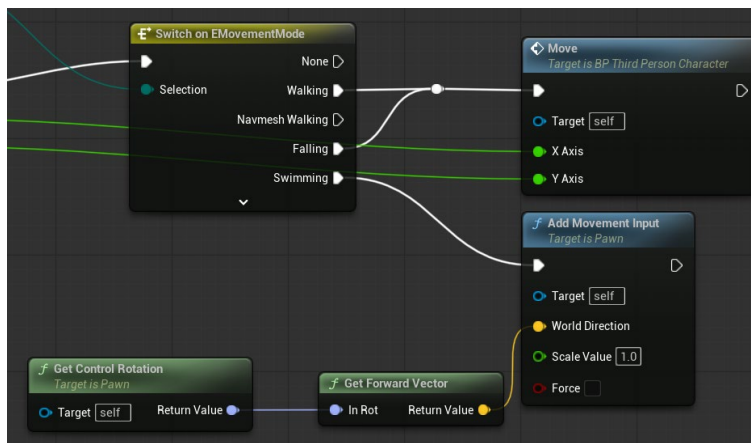 Switch on EMovementMode
None
Selection
Walking
Navmesh Walking
Falling
Swimming
Move
Target is BP Third Person Character
Target self
X Axis
Y Axis
f Add Movement Input
Target is Pawn
Target self
World Direction
Scale Value 1.0
Force
f Get Control Rotation
Target is Pawn
Target self Return Value
f Get Forward Vector
In Rot Return Value